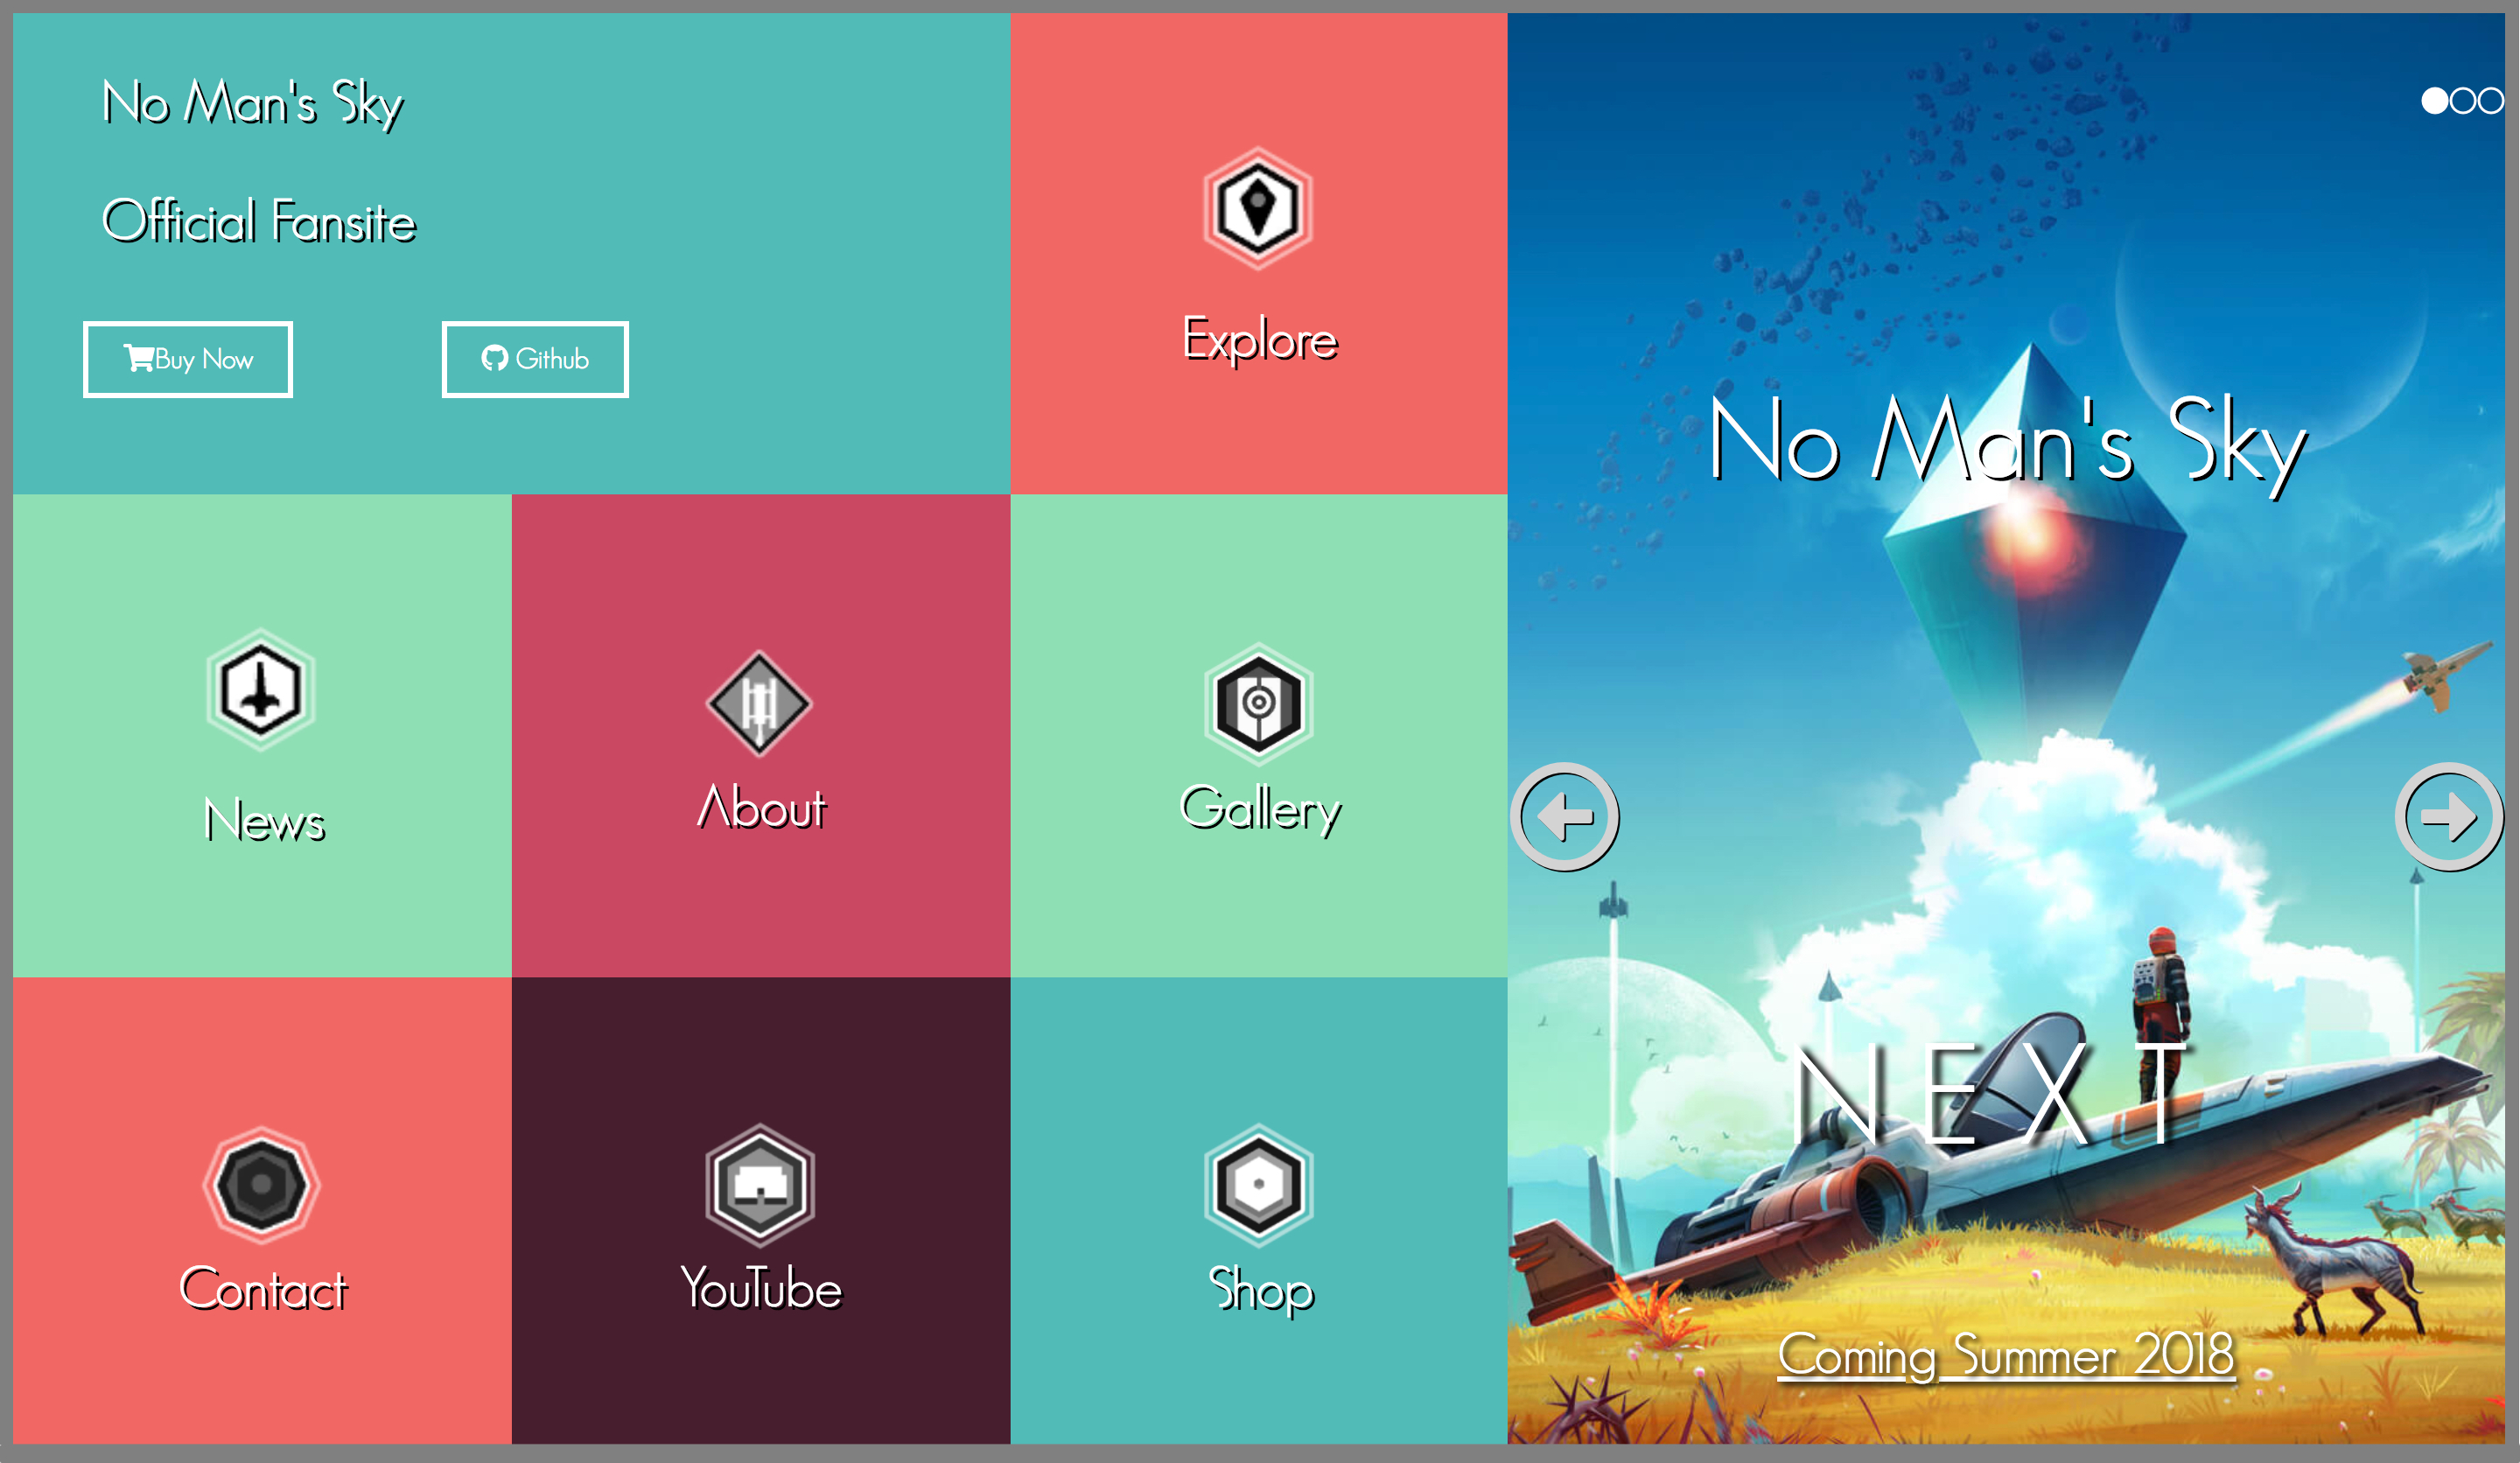 No Man's Sky
Official Fansite
Buy Now
Github
Explore
News
About
Gallery
Contact
YouTube
Shop
No Man's Sky
NEXT
Coming Summer 2018